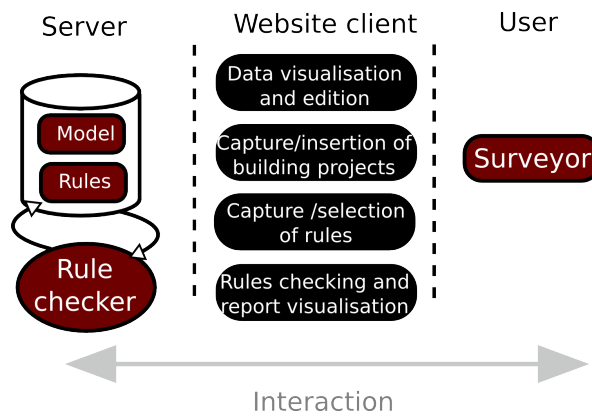 Server
Website client
User
Model
Rules
Rule
checker
Data visualisation
and edition
Capture/insertion of
building projects
Capture /selection
of rules
Rules checking and
report visualisation
Surveyor
Interaction